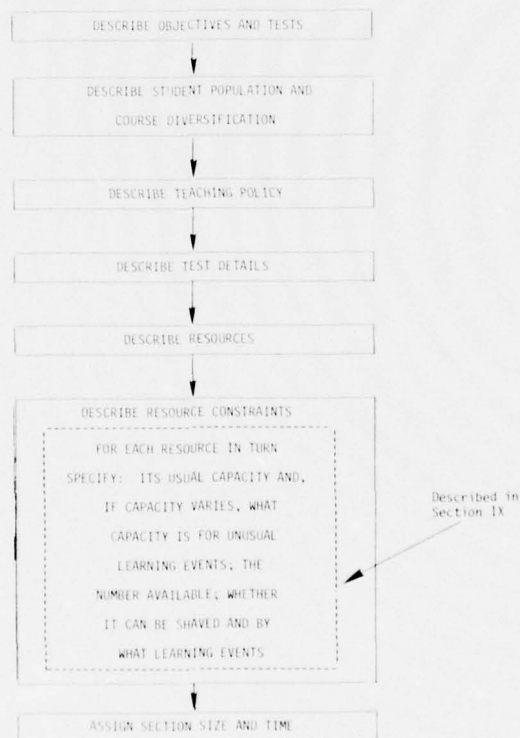 DESCRIBE OBJECTIVES AND TESTS
DESCRIBE STUDENT POPULATION AND
COURSE DIVERSIFICATION
DESCRIBE TEACHING POLICY
DESCRIBE TEST DETAILS
DESCRIBE RESOURCES
DESCRIBE RESOURCE CONSTRAINTS
FOR EACH RESOURCE IN TURN
SPECIFY: ITS USUAL CAPACITY AND,
IF CAPACITY VARIES, WHAT
CAPACITY IS FOR UNUSUAL
LEARNING EVENTS; THE
NUMBER AVAILABLE; WHETHER
IT CAN BE SHAVED AND BY
WHAT LEARNING EVENTS
Described in
Section IX
ASSIGN SECTION SIZE AND TIME